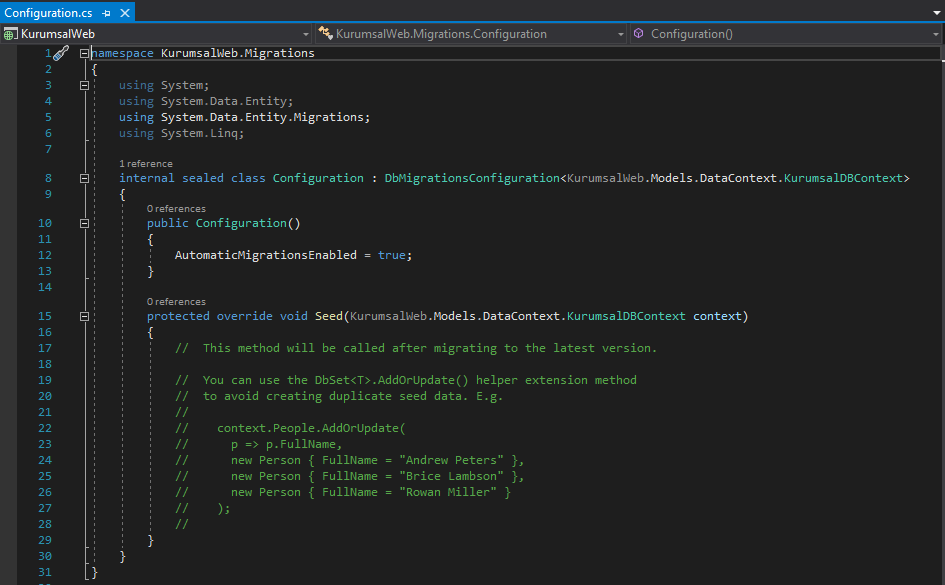 Configuration.cs
KurumsalWeb KurumsalWeb.Migrations.Configuration Configuration()
1 namespace KurumsalWeb.Migrations
2 {
3 using System;
4 using System.Data.Entity;
5 using System.Data.Entity.Migrations;
6 using System.Linq;
7
1 reference
8 internal sealed class Configuration : DbMigrationsConfiguration<KurumsalWeb.Models.DataContext.KurumsalDBContext>
9 {
0 references
10 public Configuration()
11 {
12 AutomaticMigrationsEnabled = true;
13 }
14
0 references
15 protected override void Seed(KurumsalWeb.Models.DataContext.KurumsalDBContext context)
16 {
17 //  This method will be called after migrating to the latest version.
18
19 //  You can use the DbSet<T>.AddOrUpdate() helper extension method
20 //  to avoid creating duplicate seed data. E.g.
21 //
22 //    context.People.AddOrUpdate(
23 //      p => p.FullName,
24 //      new Person { FullName = "Andrew Peters" },
25 //      new Person { FullName = "Brice Lambson" },
26 //      new Person { FullName = "Rowan Miller" }
27 //    );
28 //
29 }
30 }
31 }